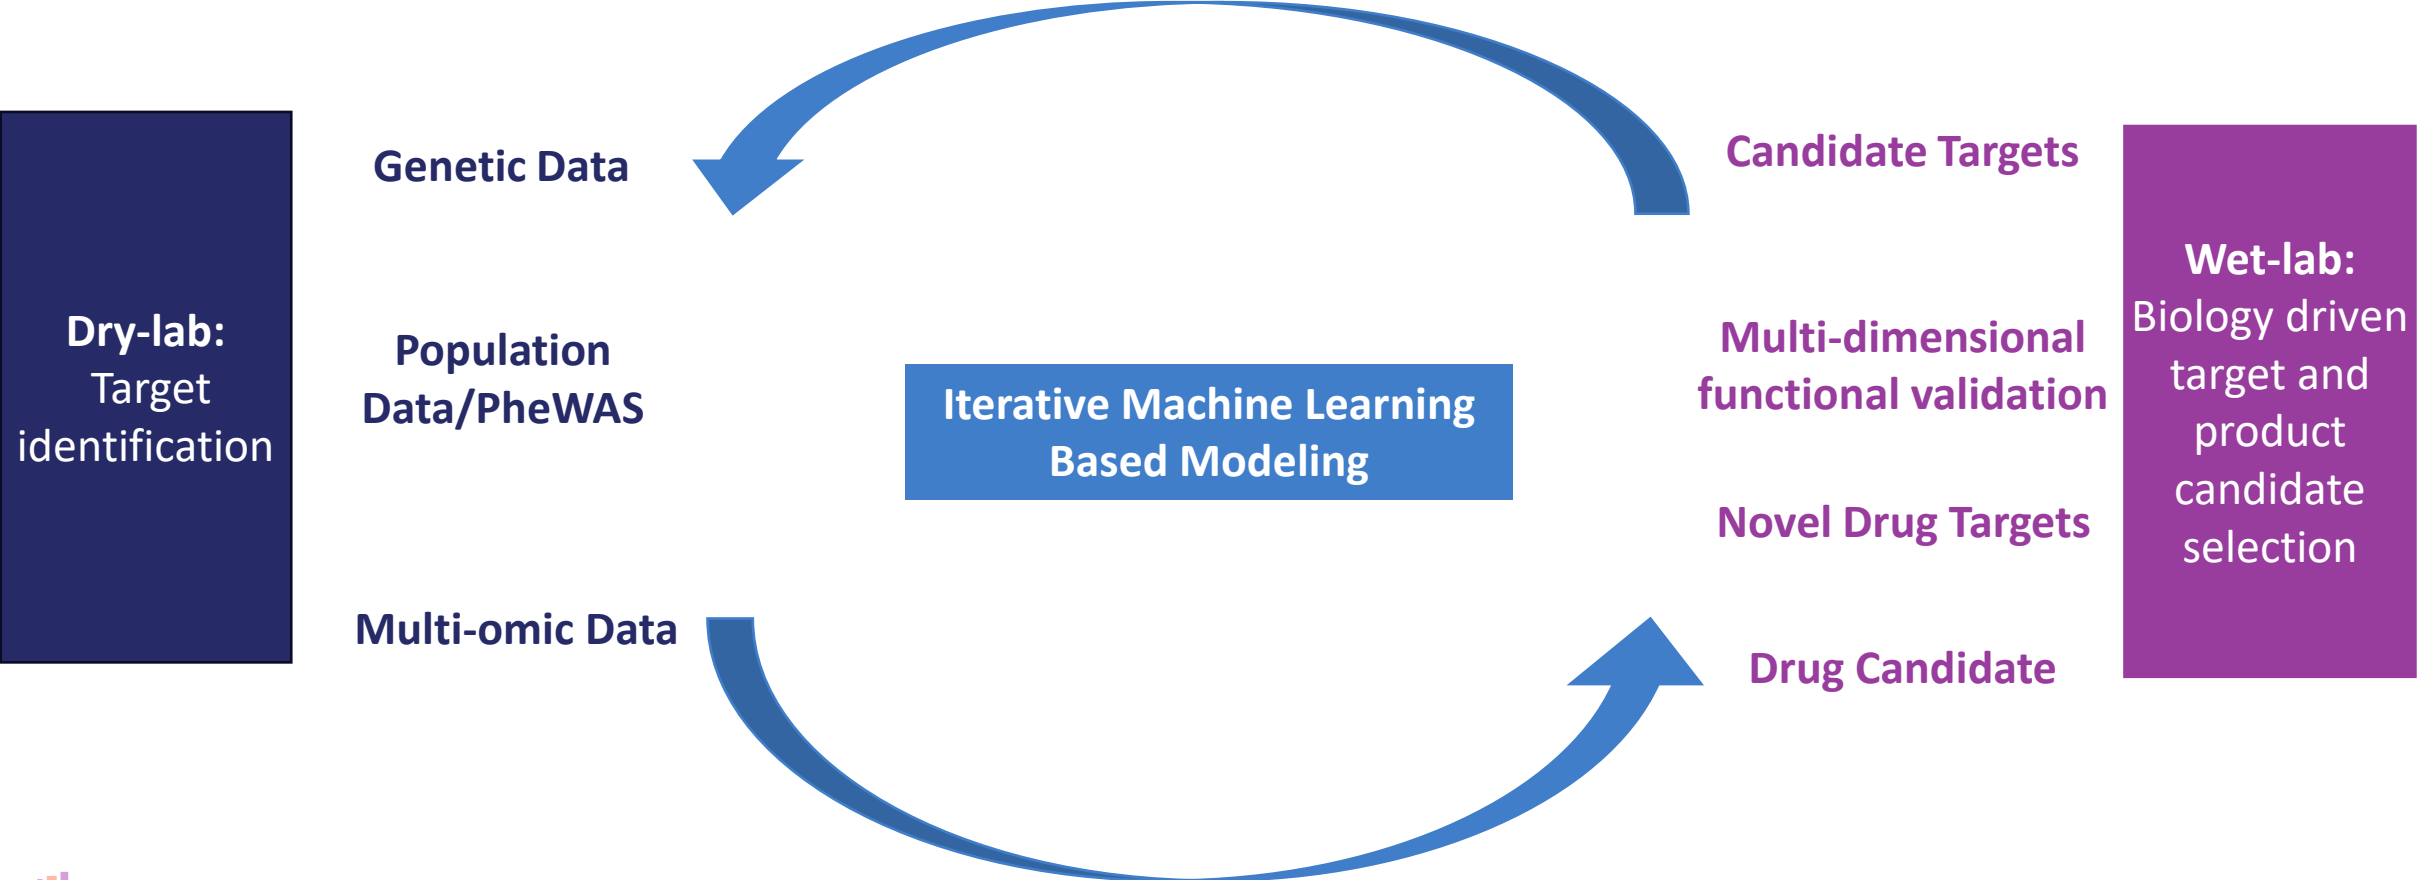 Dry-lab:
Target
identification
Genetic Data
Population
Data/PheWAS
Multi-omic Data
Iterative Machine Learning
Based Modeling
Candidate Targets
Multi-dimensional
functional validation
Novel Drug Targets
Drug Candidate
Wet-lab:
Biology driven
target and
product
candidate
selection